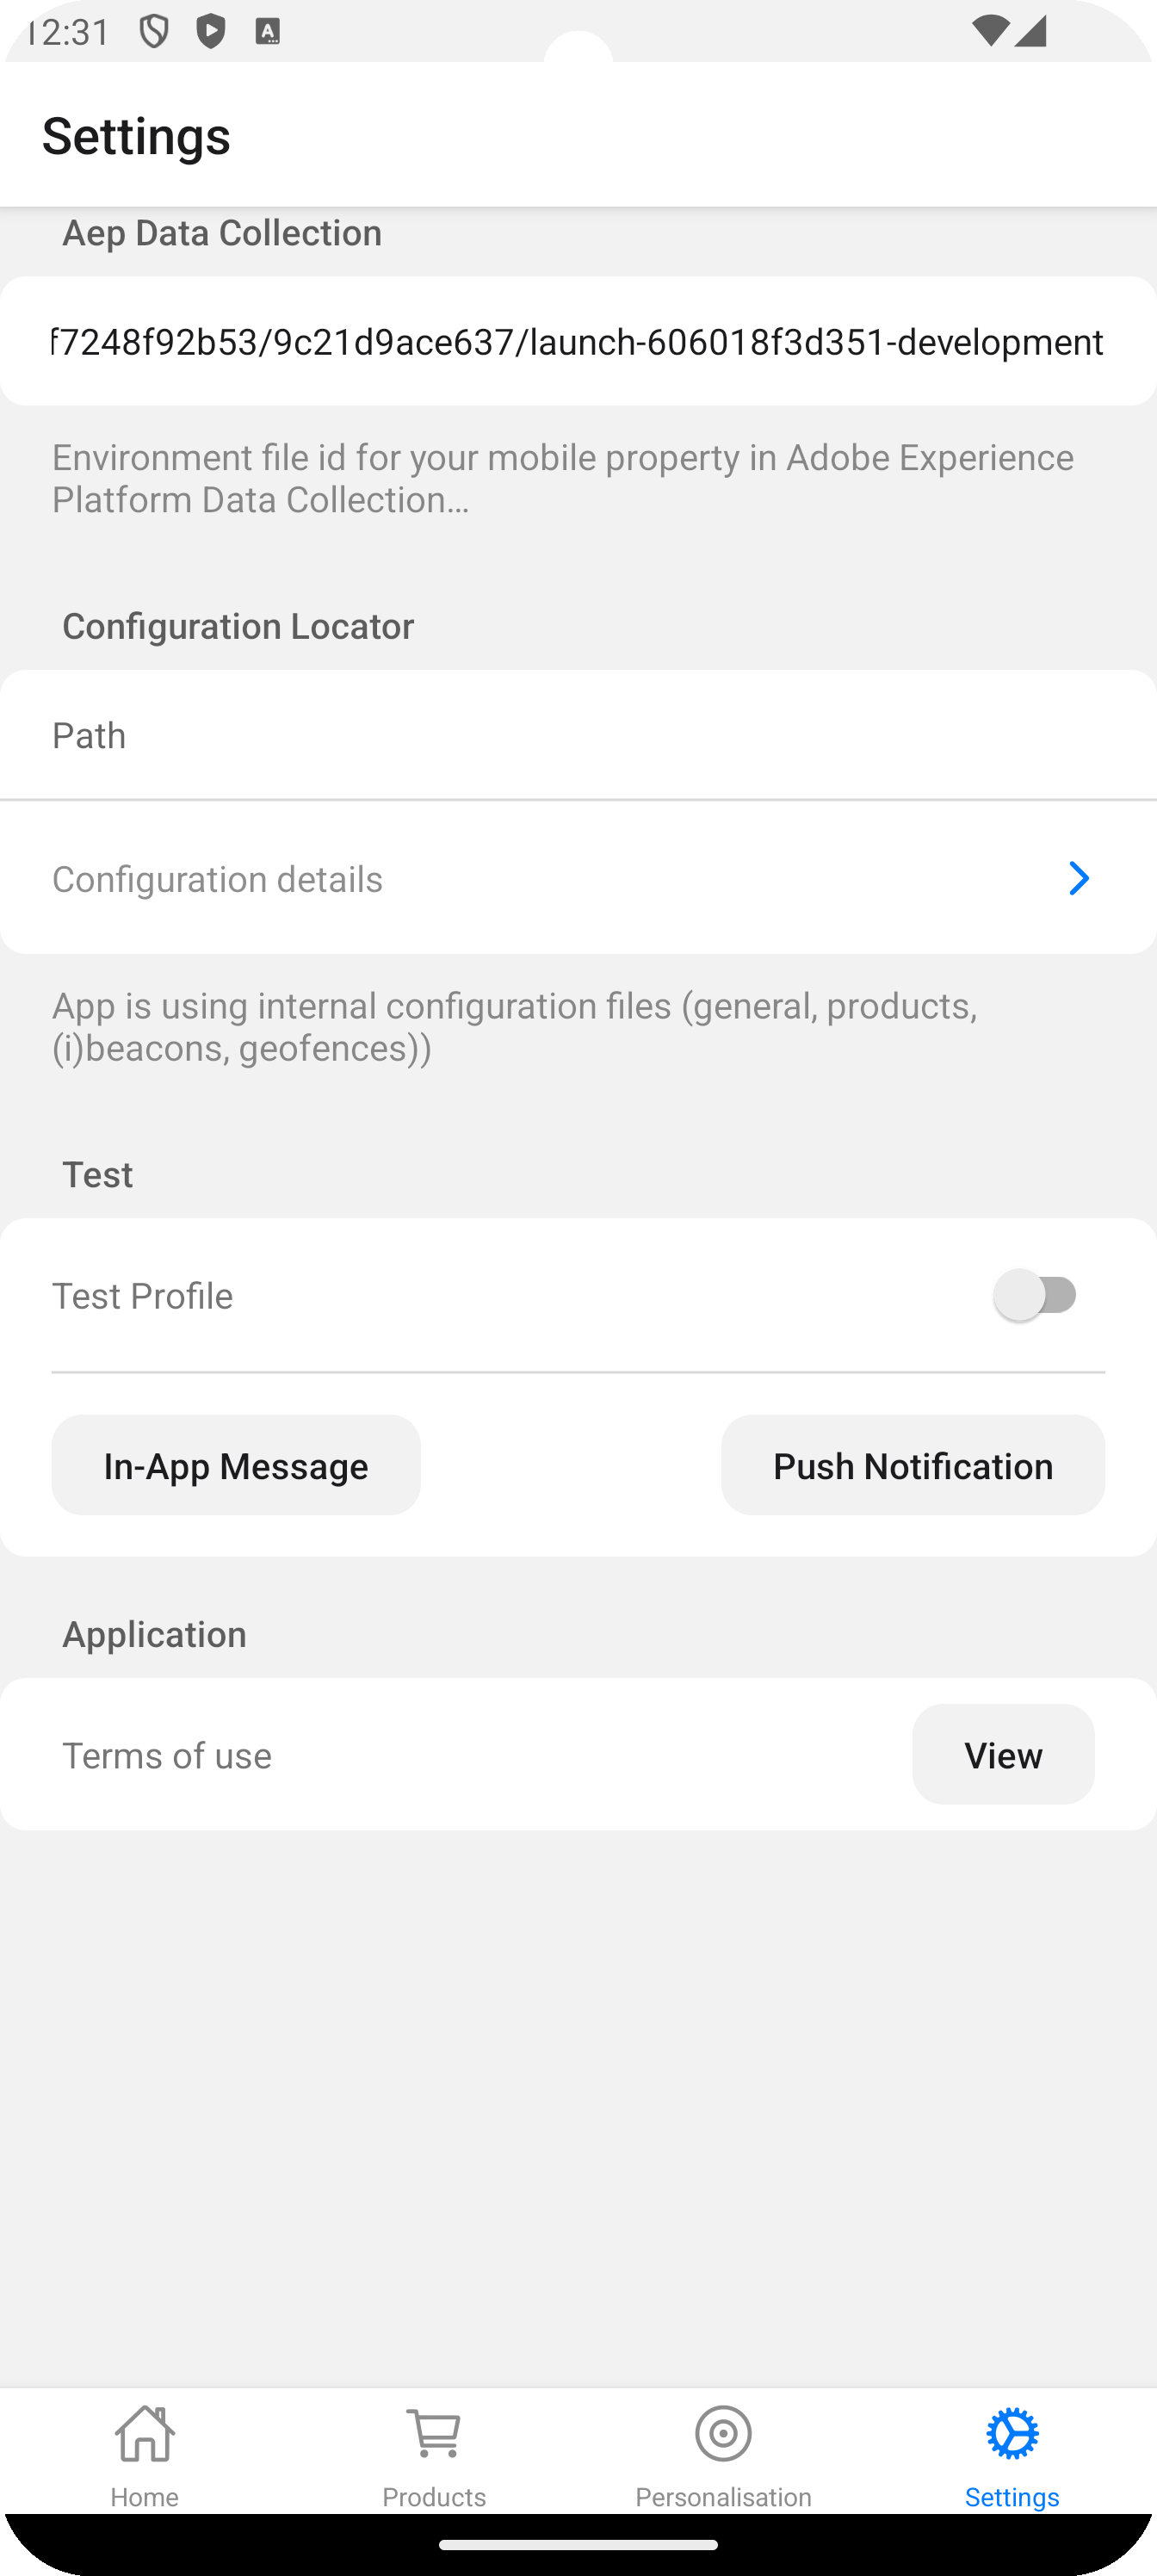 12:31
Settings
Aep Data Collection
f7248f92b53/9c21d9ace637/launch-606018f3d351-development
Environment file id for your mobile property in Adobe Experience
Platform Data Collection…
Configuration Locator
Path
Configuration details
App is using internal configuration files (general, products,
(i)beacons, geofences))
Test
Test Profile
In-App Message
Push Notification
Application
Terms of use
View
Home
Products
Personalisation
Settings